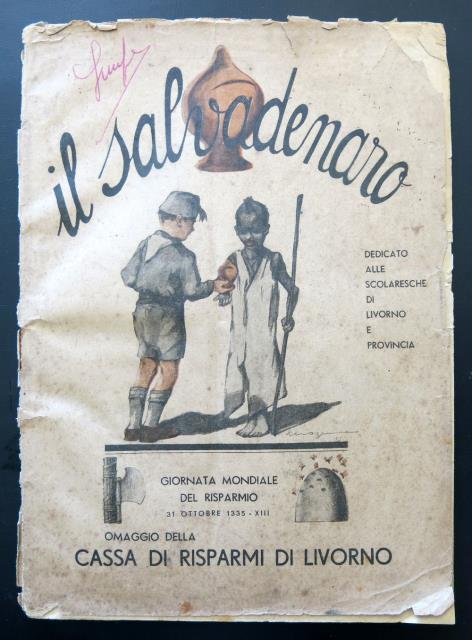 il salvadenaro
DEDICATO
ALLE
SCOLARESCHE
DI
LIVORNO
E
PROVINCIA
GIORNATA MONDIALE
DEL RISPARMIO
31 OTTOBRE 1335 - XIII
OMAGGIO DELLA
CASSA DI RISPARMI DI LIVORNO